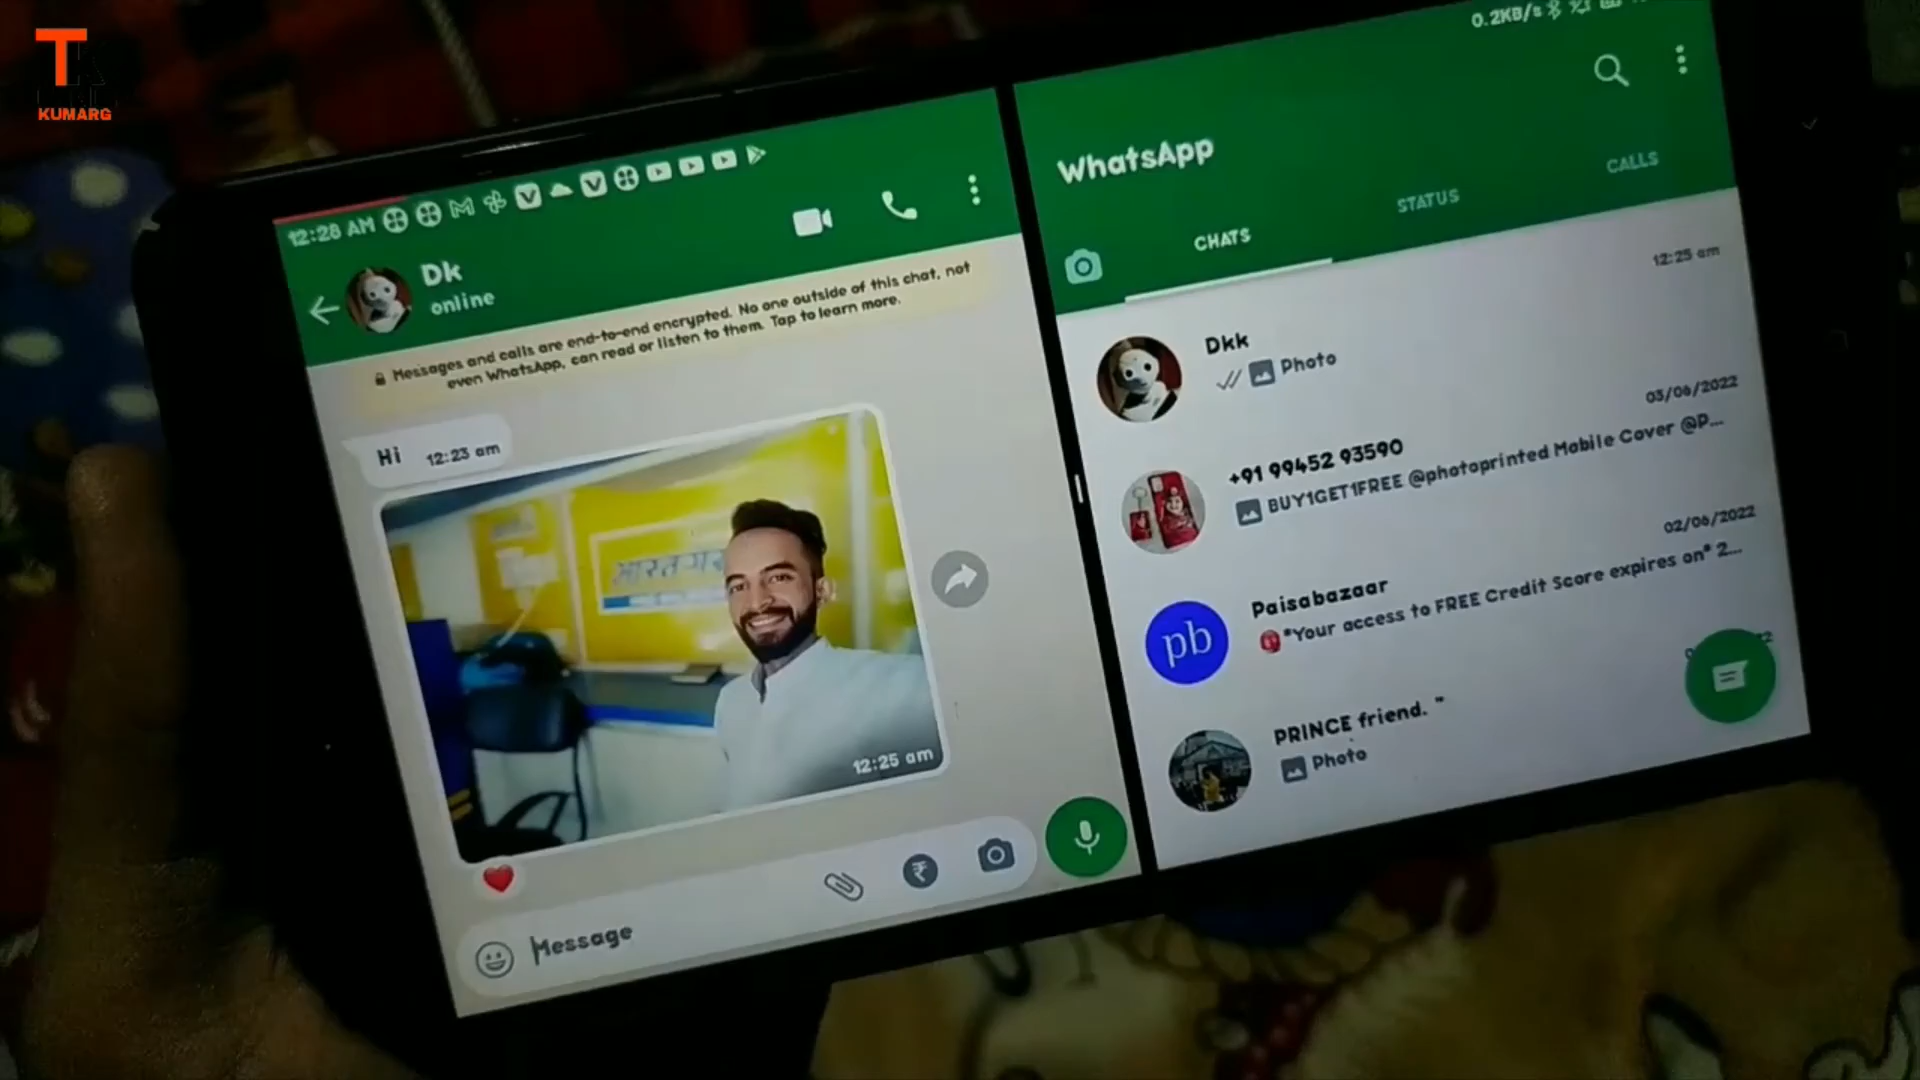 TK
KUMARG
12:28 AM
0.2KB/s
Dk
online
Messages and calls are end-to-end encrypted. No one outside of this chat, not
even WhatsApp, can read or listen to them. Tap to learn more.
Hi 12:23 am
12:25 am
Message
WhatsApp
CHATS
STATUS
CALLS
Dkk
12:25 am
Photo
+91 99452 93590
03/06/2022
BUY1GET1FREE @photoprinted Mobile Cover @P...
pb
Paisabazaar
02/06/2022
*Your access to FREE Credit Score expires on* 2...
PRINCE friend. "
Photo